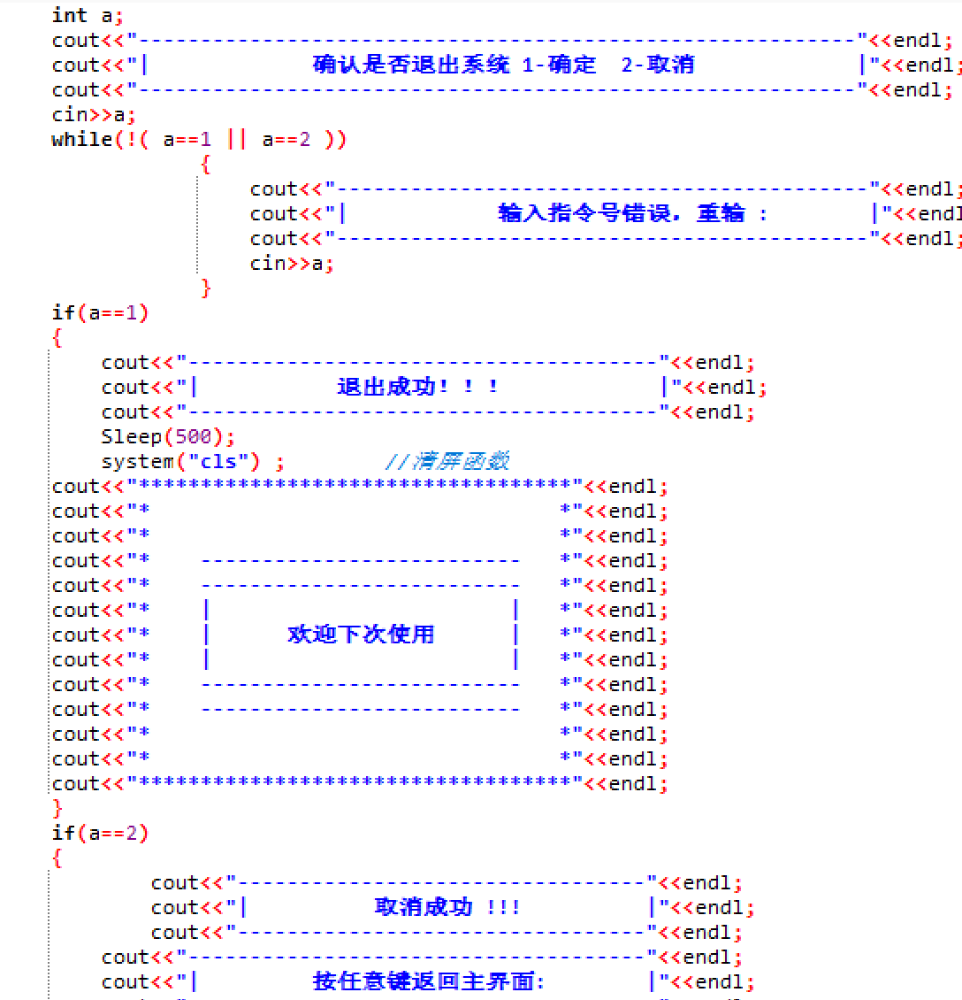 int a;
cout<<"----------------------------------------------------------"<<endl;
cout<<"|             确认是否退出系统 1-确定  2-取消             |"<<endl;
cout<<"----------------------------------------------------------"<<endl;
cin>>a;
while(!( a==1 || a==2 ))
{
cout<<"-------------------------------------------"<<endl;
cout<<"|            输入指令号错误，重输 :        |"<<endl
cout<<"-------------------------------------------"<<endl;
cin>>a;
}
if(a==1)
{
cout<<"--------------------------------------"<<endl;
cout<<"|           退出成功！！！             |"<<endl;
cout<<"--------------------------------------"<<endl;
Sleep(500);
system("cls") ;        //清屏函数
cout<<"***********************************"<<endl;
cout<<"*                                 *"<<endl;
cout<<"*                                 *"<<endl;
cout<<"*    --------------------------   *"<<endl;
cout<<"*    --------------------------   *"<<endl;
cout<<"*    |                        |   *"<<endl;
cout<<"*    |      欢迎下次使用      |   *"<<endl;
cout<<"*    |                        |   *"<<endl;
cout<<"*    --------------------------   *"<<endl;
cout<<"*    --------------------------   *"<<endl;
cout<<"*                                 *"<<endl;
cout<<"*                                 *"<<endl;
cout<<"***********************************"<<endl;
}
if(a==2)
{
cout<<"---------------------------------"<<endl;
cout<<"|          取消成功 !!!          |"<<endl;
cout<<"---------------------------------"<<endl;
cout<<"-------------------------------------"<<endl;
cout<<"|         按任意键返回主界面:        |"<<endl;